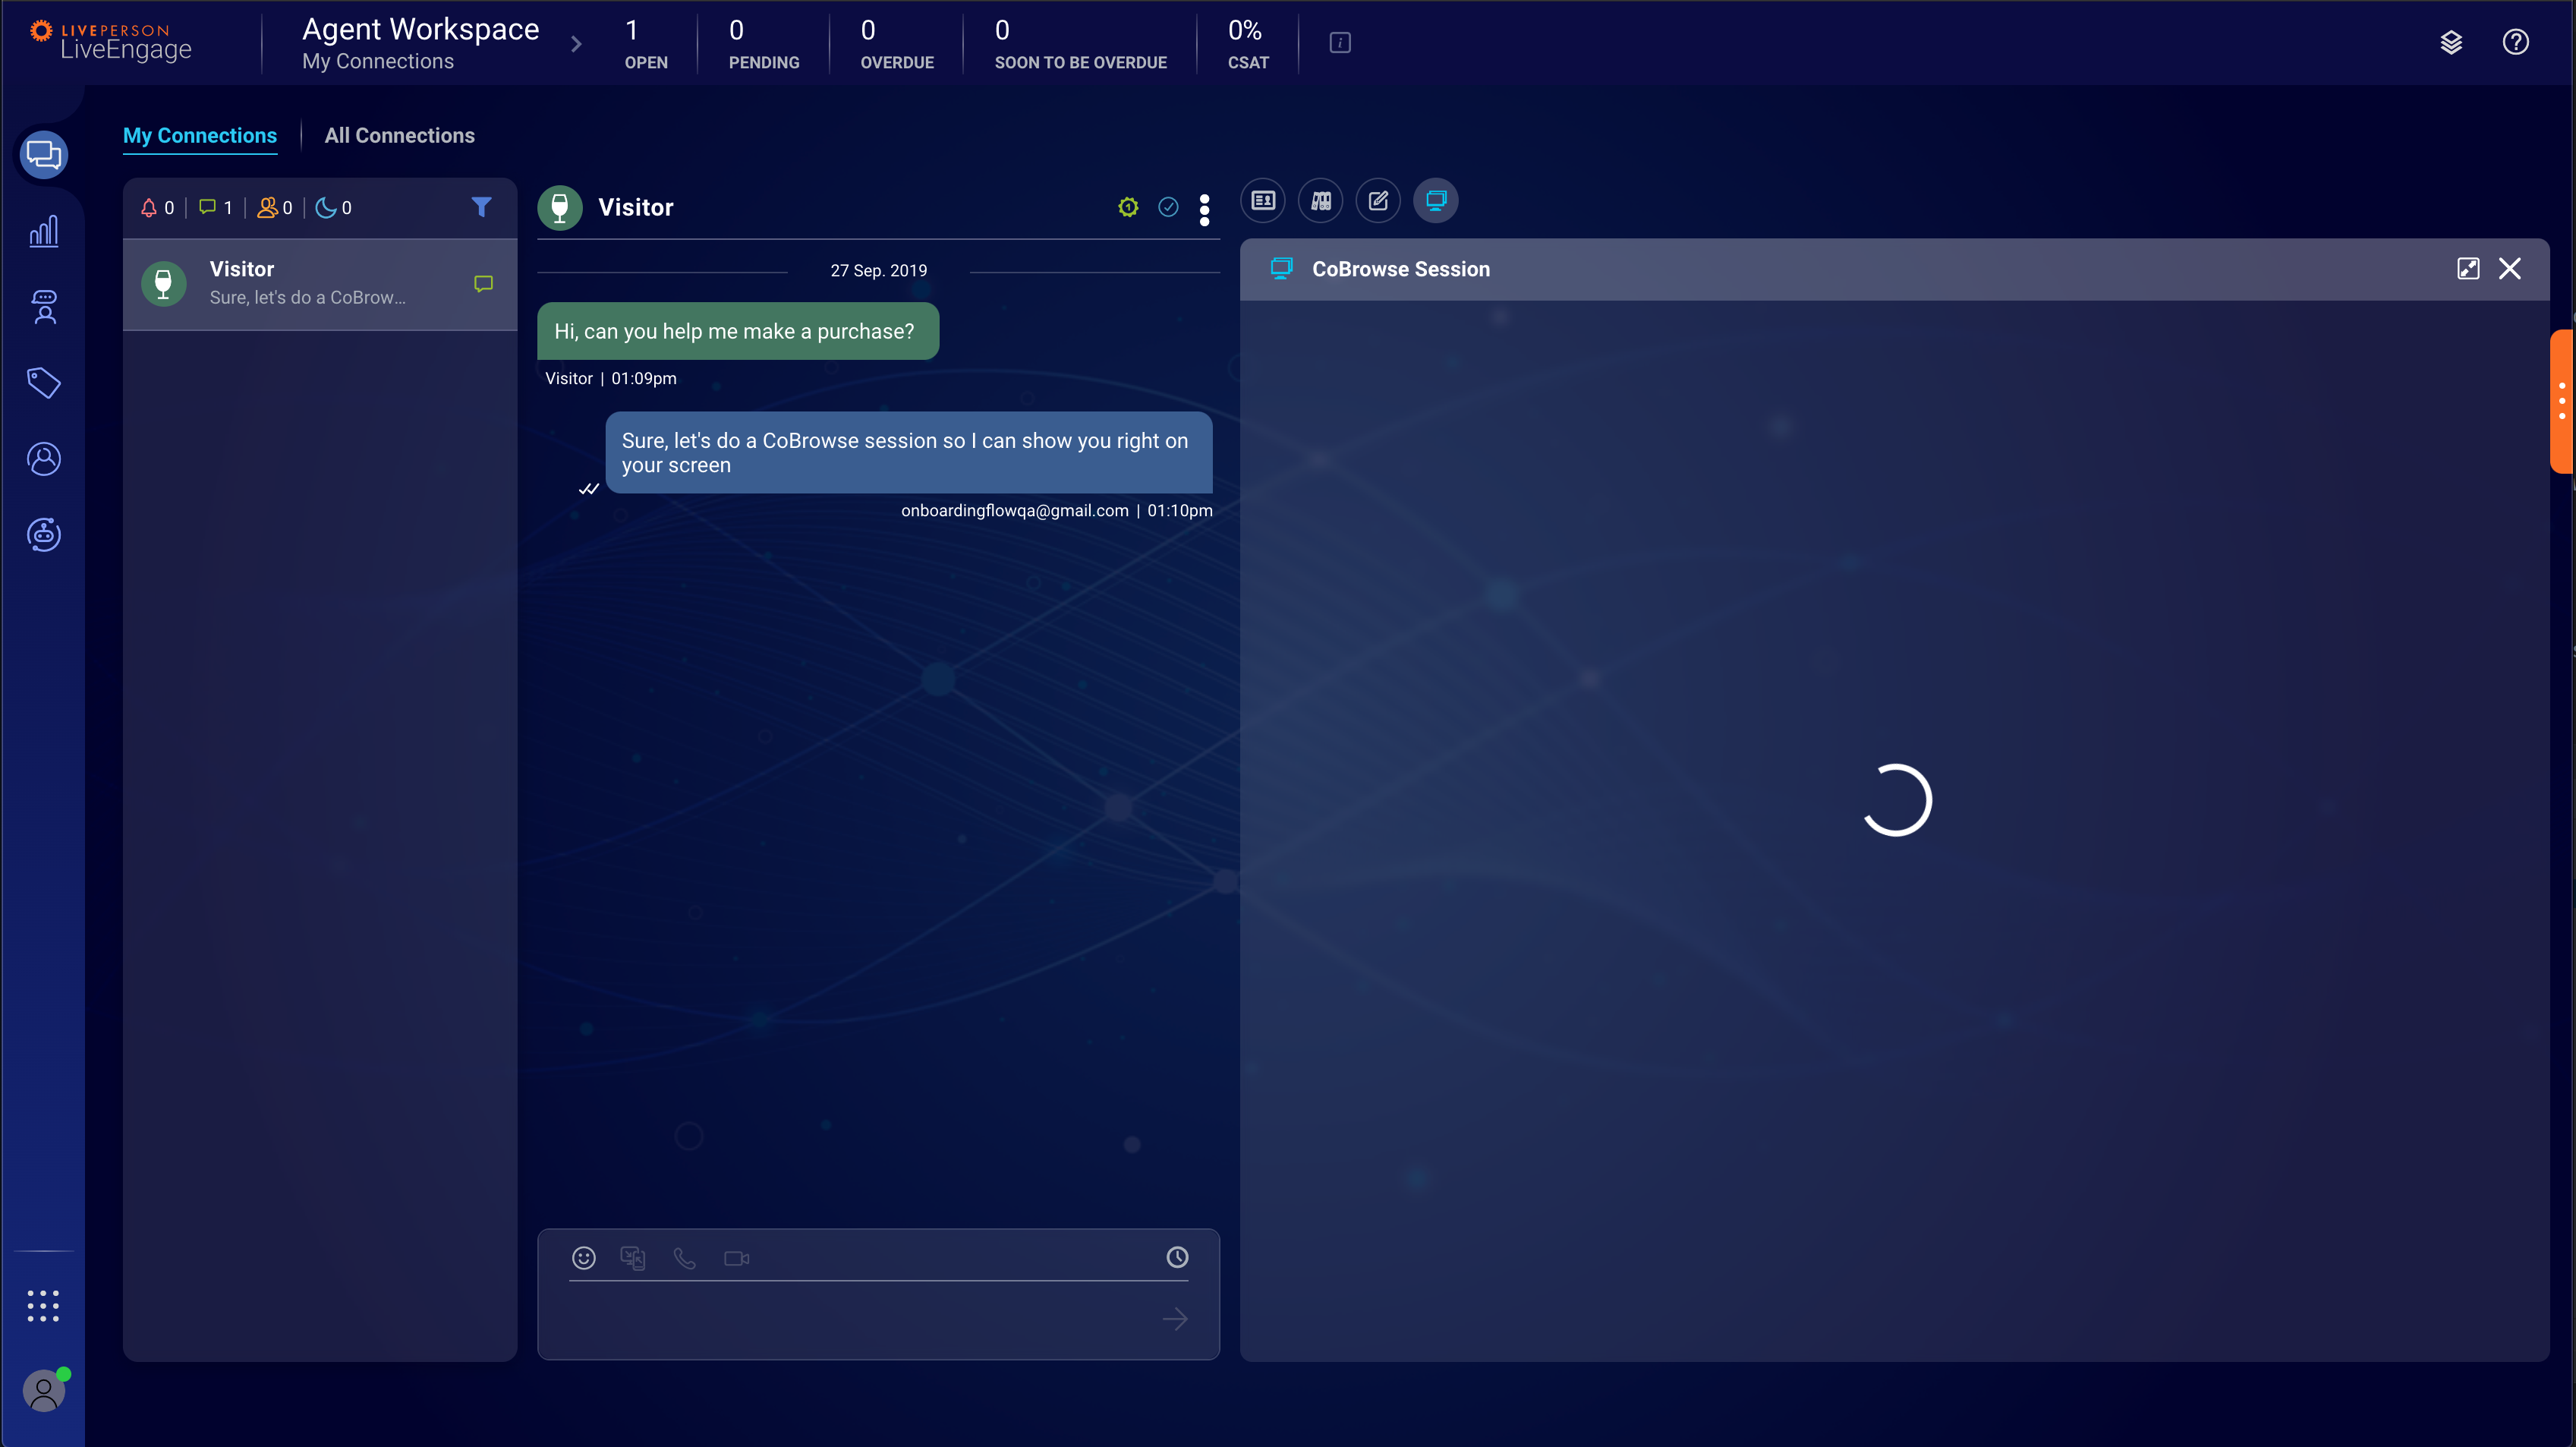 LIVEPERSON
LiveEngage
Agent Workspace
My Connections
1
OPEN
0
PENDING
0
OVERDUE
0
SOON TO BE OVERDUE
0%
CSAT
My Connections
All Connections
0 | 1 | 0 | 0
Visitor
Sure, let's do a CoBrow...
Visitor
1
27 Sep. 2019
Hi, can you help me make a purchase?
Visitor | 01:09pm
Sure, let's do a CoBrowse session so I can show you right on
your screen
onboardingflowqa@gmail.com | 01:10pm
CoBrowse Session